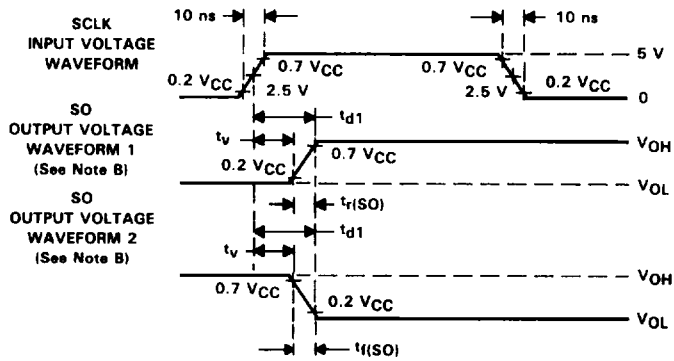 10 ns
10 ns
SCLK
INPUT VOLTAGE
WAVEFORM
5 V
0.7 VCC
0.7 VCC
0.2 VCC
2.5 V
2.5 V
0.2 VCC
0
SO
OUTPUT VOLTAGE
WAVEFORM 1
(See Note B)
td1
tv
VOH
0.2 VCC
0.7 VCC
VOL
tr(SO)
SO
OUTPUT VOLTAGE
WAVEFORM 2
(See Note B)
td1
tv
VOH
0.7 VCC
0.2 VCC
VOL
tf(SO)